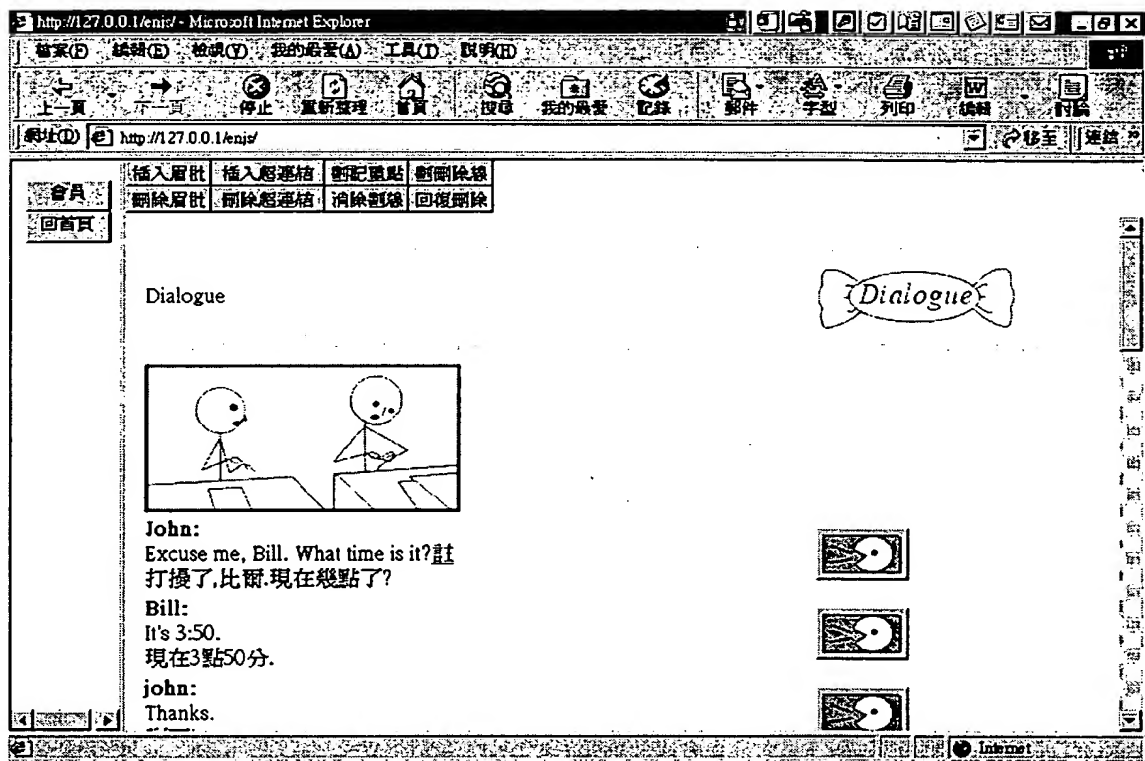 http://127.0.0.1/enjs/ - Microsoft Internet Explorer
檔案(F) 編輯(E) 檢視(V) 我的最愛(A) 工具(T) 說明(H)
上一頁 下一頁 停止 重新整理 首頁 搜尋 我的最愛 記錄 郵件 字型 列印 編輯 討論
網址(D) http://127.0.0.1/enjs/ 移至 連結 »
會員
回首頁
插入眉批 插入超連結 劃記重點 劃刪除線
刪除眉批 刪除超連結 消除劃線 回復刪除
Dialogue
Dialogue
John:
Excuse me, Bill. What time is it?註
打擾了,比爾.現在幾點了?
Bill:
It's 3:50.
現在3點50分.
john:
Thanks.
Internet